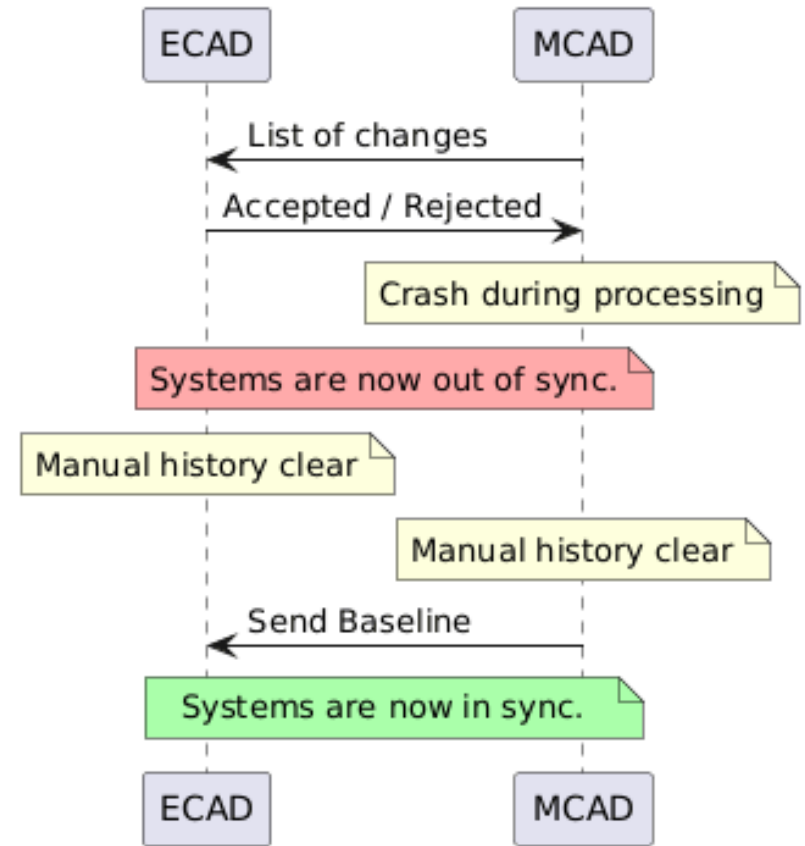 ECAD MCAD
List of changes
Accepted / Rejected
Crash during processing
Systems are now out of sync.
Manual history clear
Manual history clear
Send Baseline
Systems are now in sync.
ECAD MCAD